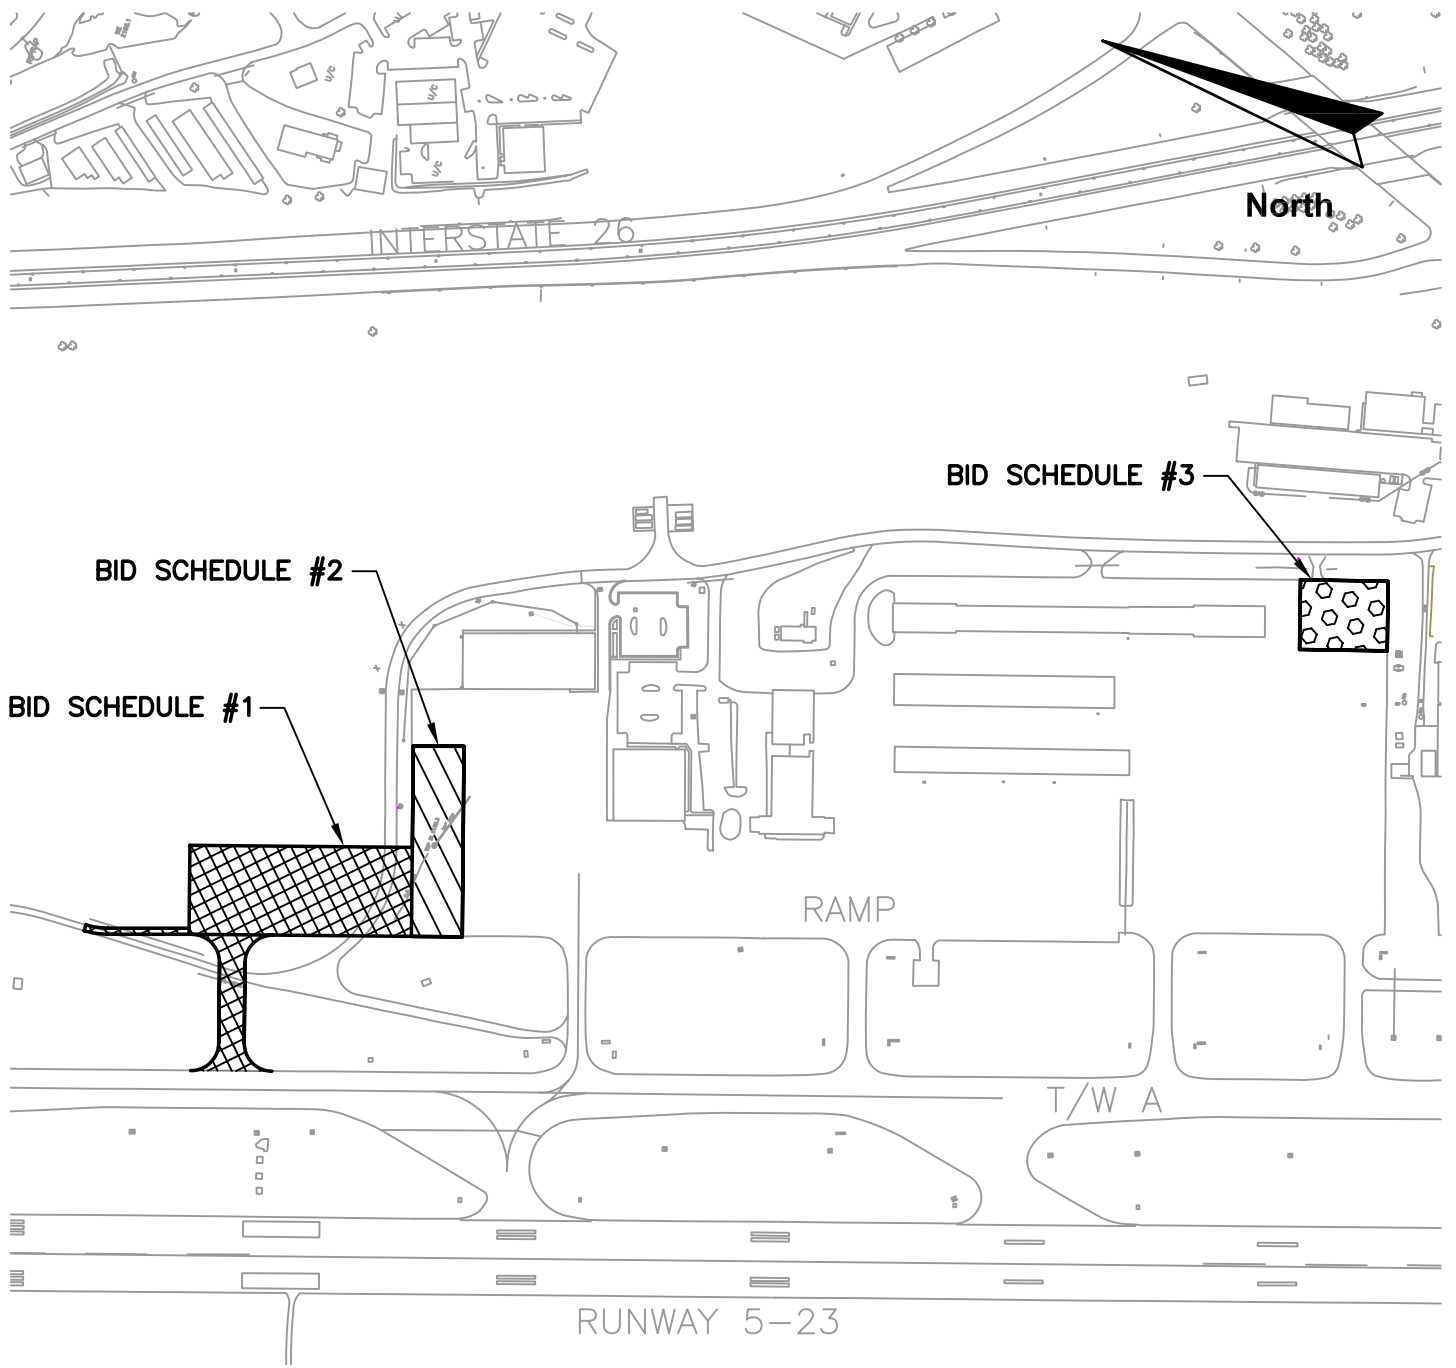 U/C
U/C
U/C
U/C
North
INTERSTATE 26
BID SCHEDULE #3
BID SCHEDULE #2
BID SCHEDULE #1
RAMP
T/W A
RUNWAY 5-23